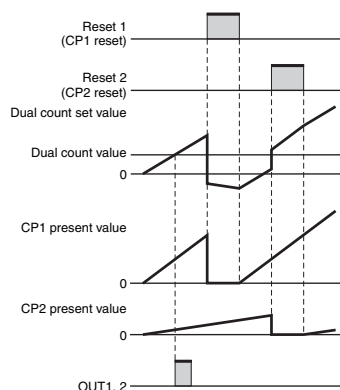 Reset 1
(CP1 reset)
Reset 2
(CP2 reset)
Dual count set value
Dual count value
0
CP1 present value
0
CP2 present value
0
OUT1, 2